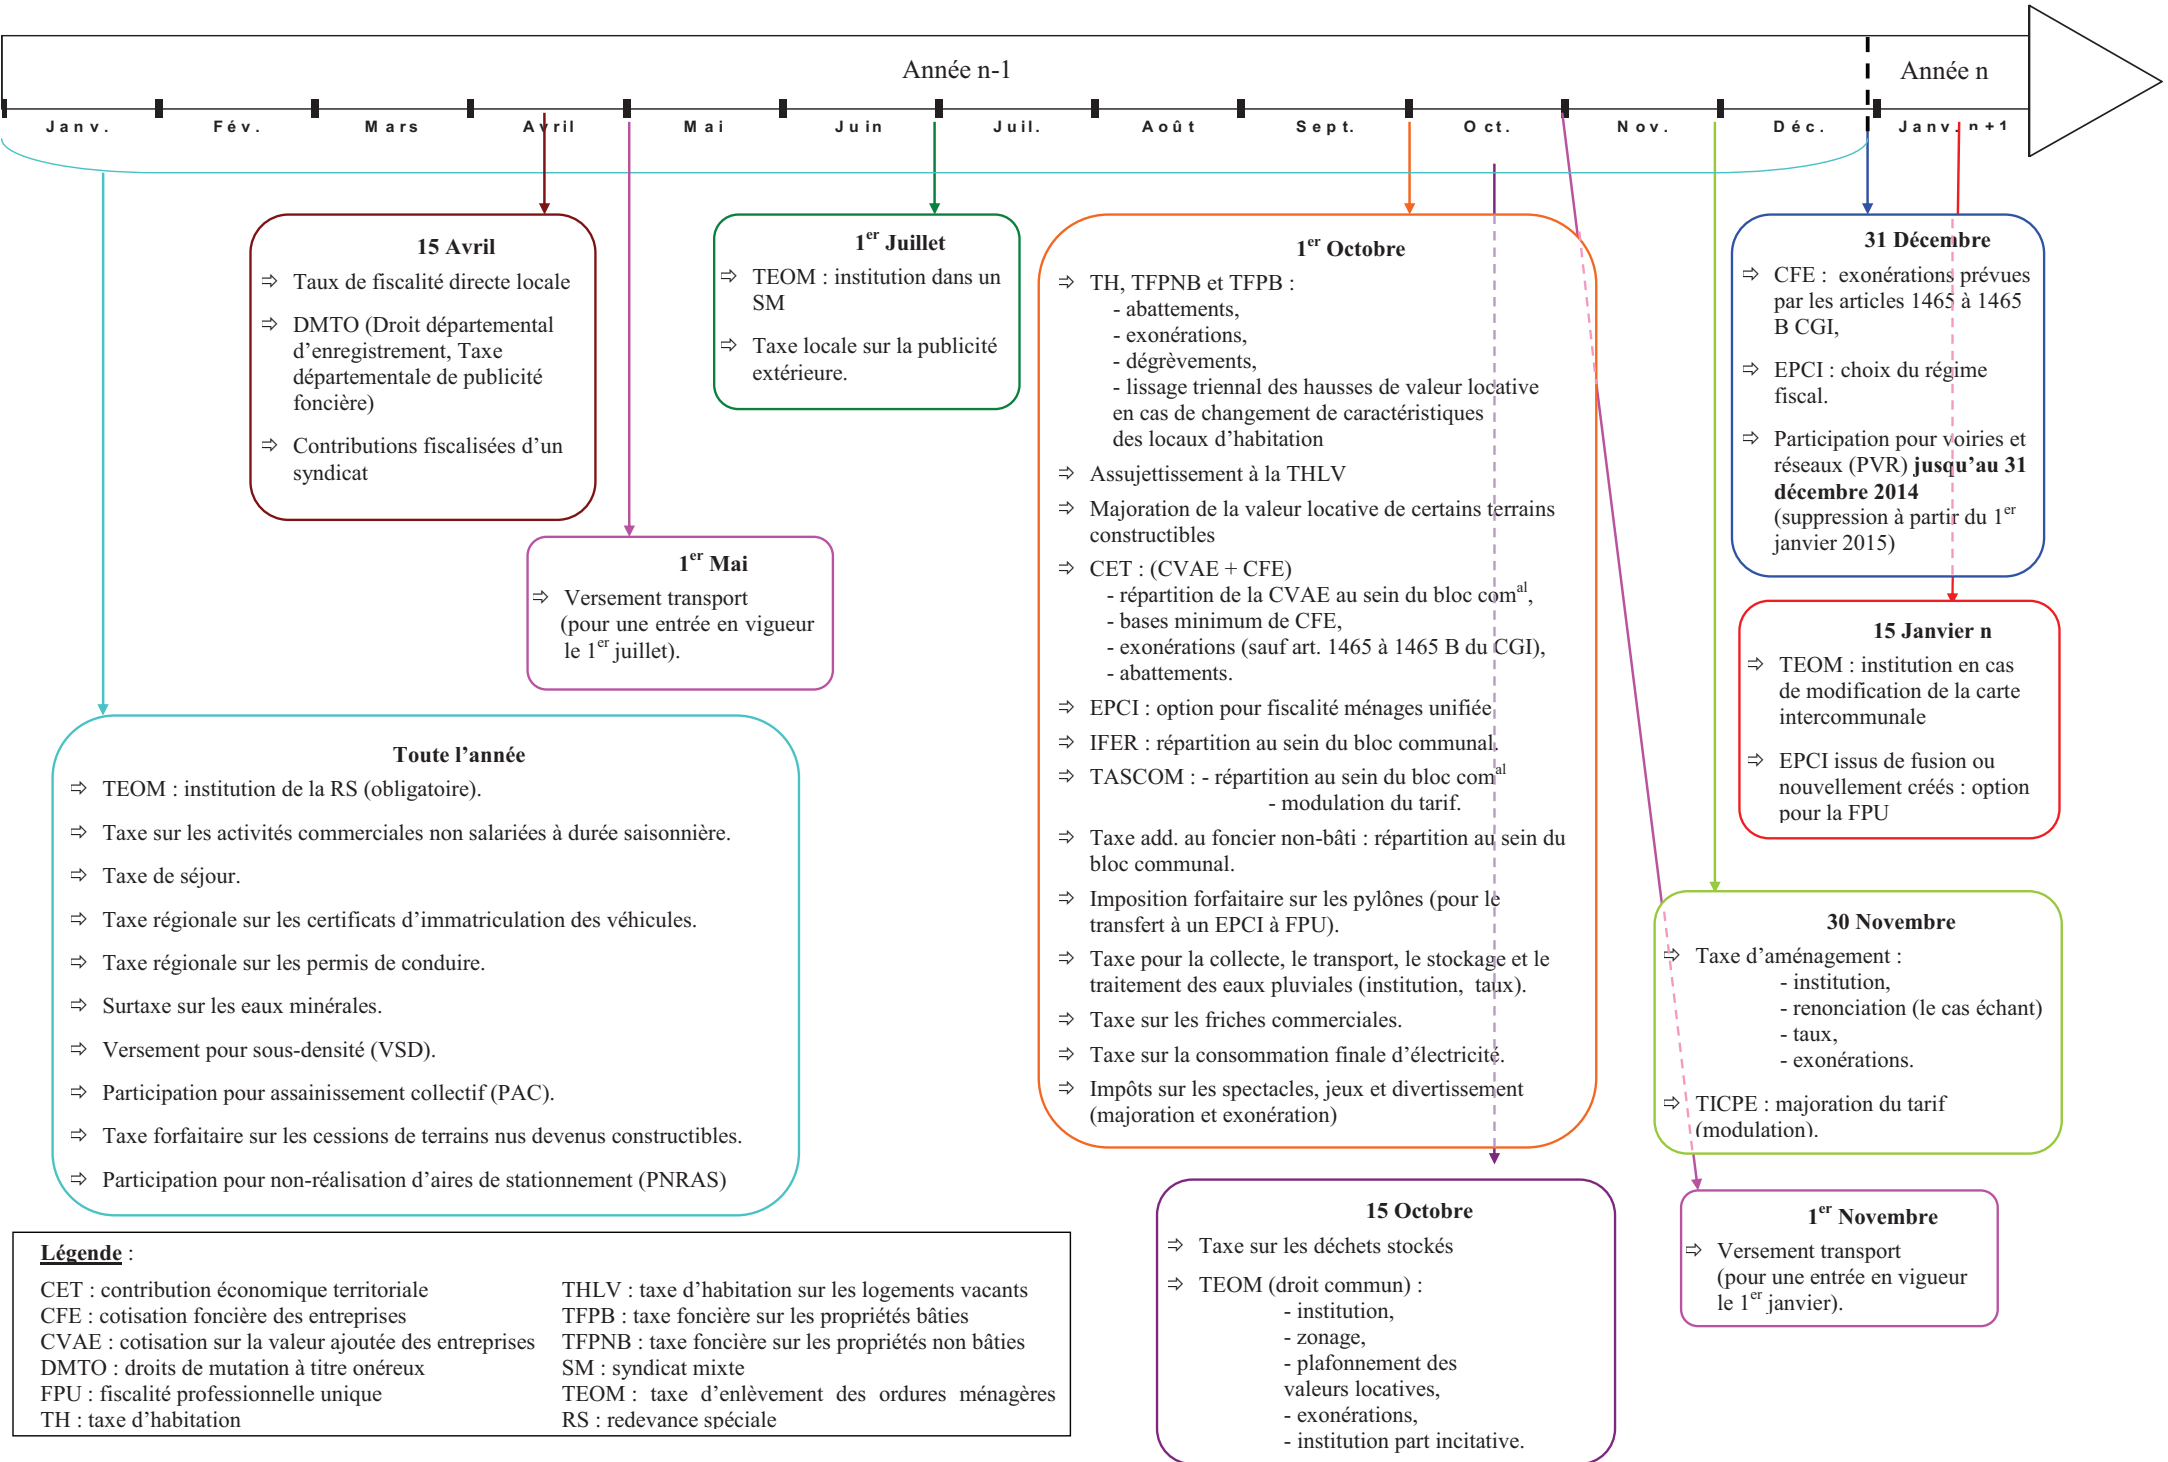 Année n-1
Année n
Janv.
Fév.
Mars
Avril
Mai
Juin
Juil.
Août
Sept.
Oct.
Nov.
Déc.
Janv. n+1
15 Avril
⇨ Taux de fiscalité directe locale
⇨ DMTO (Droit départemental
d’enregistrement, Taxe
départementale de publicité
foncière)
⇨ Contributions fiscalisées d’un
syndicat
1er Mai
⇨ Versement transport
(pour une entrée en vigueur
le 1er juillet).
1er Juillet
⇨ TEOM : institution dans un
SM
⇨ Taxe locale sur la publicité
extérieure.
1er Octobre
⇨ TH, TFPNB et TFPB :
- abattements,
- exonérations,
- dégrèvements,
- lissage triennal des hausses de valeur locative
en cas de changement de caractéristiques
des locaux d’habitation
⇨ Assujettissement à la THLV
⇨ Majoration de la valeur locative de certains terrains
constructibles
⇨ CET : (CVAE + CFE)
- répartition de la CVAE au sein du bloc comal,
- bases minimum de CFE,
- exonérations (sauf art. 1465 à 1465 B du CGI),
- abattements.
⇨ EPCI : option pour fiscalité ménages unifiée
⇨ IFER : répartition au sein du bloc communal.
⇨ TASCOM : - répartition au sein du bloc comal
- modulation du tarif.
⇨ Taxe add. au foncier non-bâti : répartition au sein du
bloc communal.
⇨ Imposition forfaitaire sur les pylônes (pour le
transfert à un EPCI à FPU).
⇨ Taxe pour la collecte, le transport, le stockage et le
traitement des eaux pluviales (institution, taux).
⇨ Taxe sur les friches commerciales.
⇨ Taxe sur la consommation finale d’électricité.
⇨ Impôts sur les spectacles, jeux et divertissement
(majoration et exonération)
31 Décembre
⇨ CFE : exonérations prévues
par les articles 1465 à 1465
B CGI,
⇨ EPCI : choix du régime
fiscal.
⇨ Participation pour voiries et
réseaux (PVR) jusqu’au 31
décembre 2014
(suppression à partir du 1er
janvier 2015)
15 Janvier n
⇨ TEOM : institution en cas
de modification de la carte
intercommunale
⇨ EPCI issus de fusion ou
nouvellement créés : option
pour la FPU
30 Novembre
⇨ Taxe d’aménagement :
- institution,
- renonciation (le cas échant)
- taux,
- exonérations.
⇨ TICPE : majoration du tarif
(modulation).
1er Novembre
⇨ Versement transport
(pour une entrée en vigueur
le 1er janvier).
15 Octobre
⇨ Taxe sur les déchets stockés
⇨ TEOM (droit commun) :
- institution,
- zonage,
- plafonnement des
valeurs locatives,
- exonérations,
- institution part incitative.
Toute l’année
⇨ TEOM : institution de la RS (obligatoire).
⇨ Taxe sur les activités commerciales non salariées à durée saisonnière.
⇨ Taxe de séjour.
⇨ Taxe régionale sur les certificats d’immatriculation des véhicules.
⇨ Taxe régionale sur les permis de conduire.
⇨ Surtaxe sur les eaux minérales.
⇨ Versement pour sous-densité (VSD).
⇨ Participation pour assainissement collectif (PAC).
⇨ Taxe forfaitaire sur les cessions de terrains nus devenus constructibles.
⇨ Participation pour non-réalisation d’aires de stationnement (PNRAS)
Légende :
CET : contribution économique territoriale
CFE : cotisation foncière des entreprises
CVAE : cotisation sur la valeur ajoutée des entreprises
DMTO : droits de mutation à titre onéreux
FPU : fiscalité professionnelle unique
TH : taxe d’habitation
THLV : taxe d’habitation sur les logements vacants
TFPB : taxe foncière sur les propriétés bâties
TFPNB : taxe foncière sur les propriétés non bâties
SM : syndicat mixte
TEOM : taxe d’enlèvement des ordures ménagères
RS : redevance spéciale